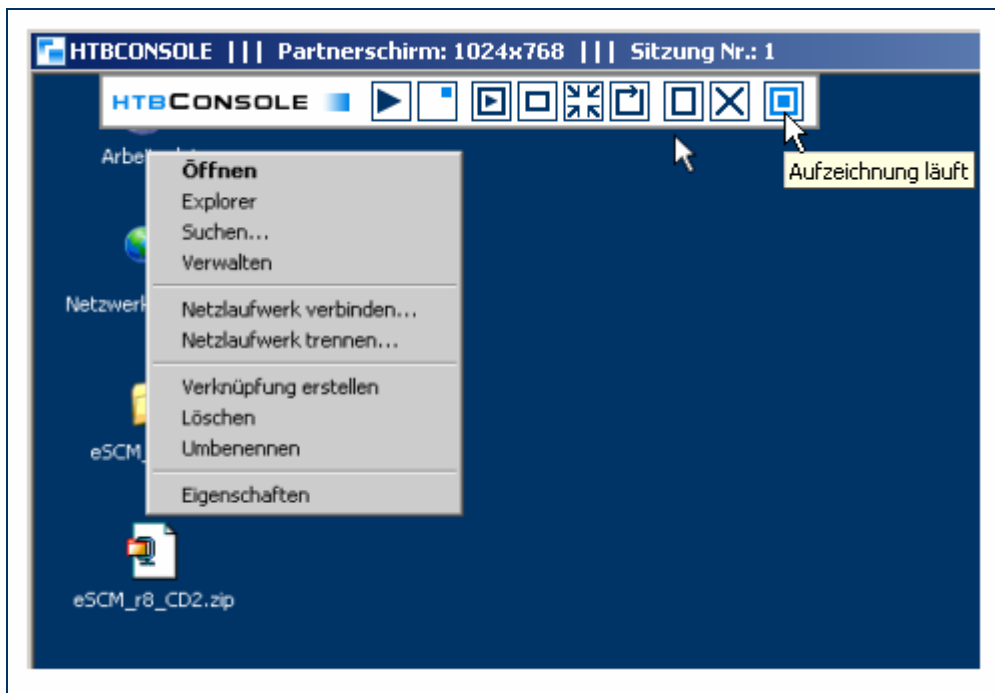 HTBCONSOLE ||| Partnerschirm: 1024x768 ||| Sitzung Nr.: 1
HTBCONSOLE
Aufzeichnung läuft
Öffnen
Explorer
Suchen...
Verwalten
Netzlaufwerk verbinden...
Netzlaufwerk trennen...
Verknüpfung erstellen
Löschen
Umbenennen
Eigenschaften
eSCM_r8_CD2.zip